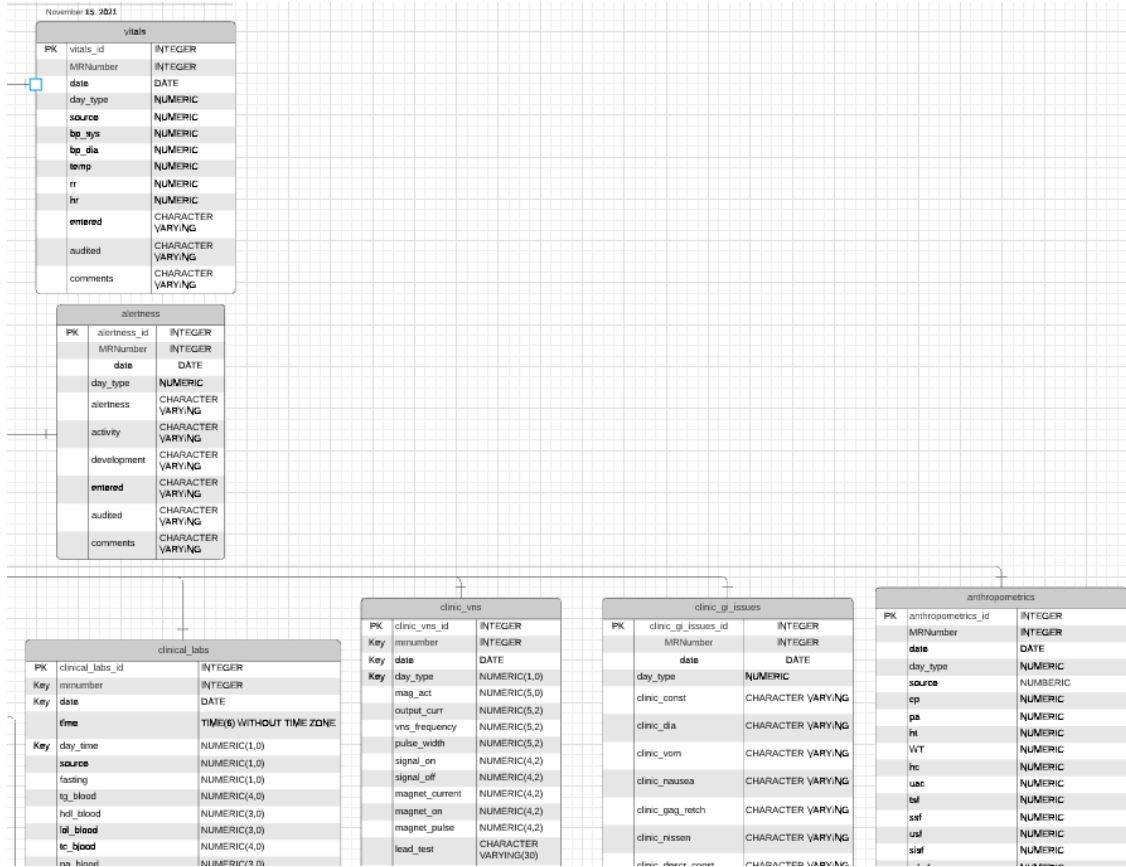 November 15, 2021
vitals
PK vitals_id INTEGER
MRNumber INTEGER
date DATE
day_type NUMERIC
source NUMERIC
bp_sys NUMERIC
bp_dia NUMERIC
temp NUMERIC
rr NUMERIC
hr NUMERIC
entered CHARACTER
VARYING
audited CHARACTER
VARYING
comments CHARACTER
VARYING
alertness
PK alertness_id INTEGER
MRNumber INTEGER
date DATE
day_type NUMERIC
alertness CHARACTER
VARYING
activity CHARACTER
VARYING
development CHARACTER
VARYING
entered CHARACTER
VARYING
audited CHARACTER
VARYING
comments CHARACTER
VARYING
clinical_labs
PK clinical_labs_id INTEGER
Key mrnumber INTEGER
Key date DATE
time TIME(6) WITHOUT TIME ZONE
Key day_time NUMERIC(1,0)
source NUMERIC(1,0)
fasting NUMERIC(1,0)
tg_blood NUMERIC(4,0)
hdl_blood NUMERIC(3,0)
ldl_blood NUMERIC(3,0)
tc_blood NUMERIC(4,0)
pa_blood NUMERIC(3,0)
clinic_vns
PK clinic_vns_id INTEGER
Key mrnumber INTEGER
Key date DATE
Key day_type NUMERIC(1,0)
mag_act NUMERIC(5,0)
output_curr NUMERIC(5,2)
vns_frequency NUMERIC(5,2)
pulse_width NUMERIC(5,2)
signal_on NUMERIC(4,2)
signal_off NUMERIC(4,2)
magnet_current NUMERIC(4,2)
magnet_on NUMERIC(4,2)
magnet_pulse NUMERIC(4,2)
lead_test CHARACTER
VARYING(30)
clinic_gi_issues
PK clinic_gi_issues_id INTEGER
MRNumber INTEGER
date DATE
day_type NUMERIC
clinic_const CHARACTER VARYING
clinic_dia CHARACTER VARYING
clinic_vom CHARACTER VARYING
clinic_nausea CHARACTER VARYING
clinic_gag_retch CHARACTER VARYING
clinic_nissen CHARACTER VARYING
clinic_descr_const CHARACTER VARYING
anthropometrics
PK anthropometrics_id INTEGER
MRNumber INTEGER
date DATE
day_type NUMERIC
source NUMBERIC
cp NUMERIC
pa NUMERIC
ht NUMERIC
WT NUMERIC
hc NUMERIC
uac NUMERIC
tsf NUMERIC
ssf NUMERIC
usf NUMERIC
sisf NUMERIC
NUMERIC